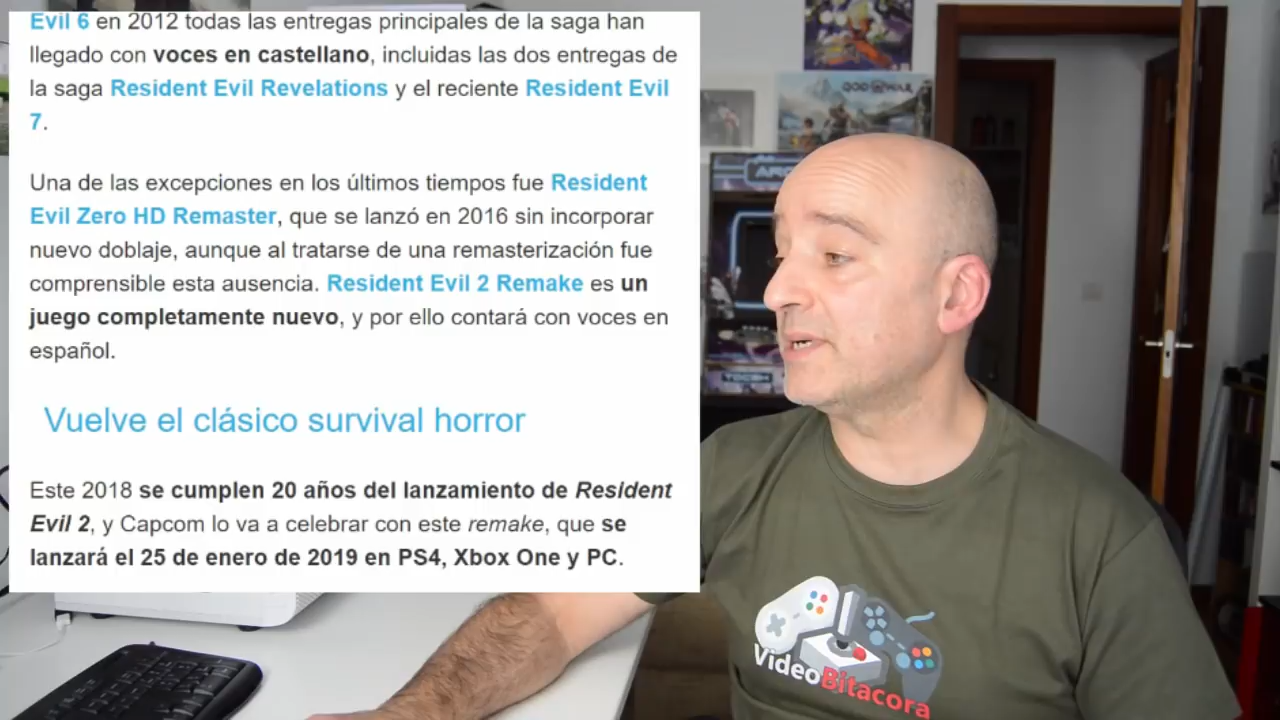 Evil 6 en 2012 todas las entregas principales de la saga han
llegado con voces en castellano, incluidas las dos entregas de
la saga Resident Evil Revelations y el reciente Resident Evil
7.
Una de las excepciones en los últimos tiempos fue Resident
Evil Zero HD Remaster, que se lanzó en 2016 sin incorporar
nuevo doblaje, aunque al tratarse de una remasterización fue
comprensible esta ausencia. Resident Evil 2 Remake es un
juego completamente nuevo, y por ello contará con voces en
español.
Vuelve el clásico survival horror
Este 2018 se cumplen 20 años del lanzamiento de Resident
Evil 2, y Capcom lo va a celebrar con este remake, que se
lanzará el 25 de enero de 2019 en PS4, Xbox One y PC.
GOD OF WAR
VideoBitacora